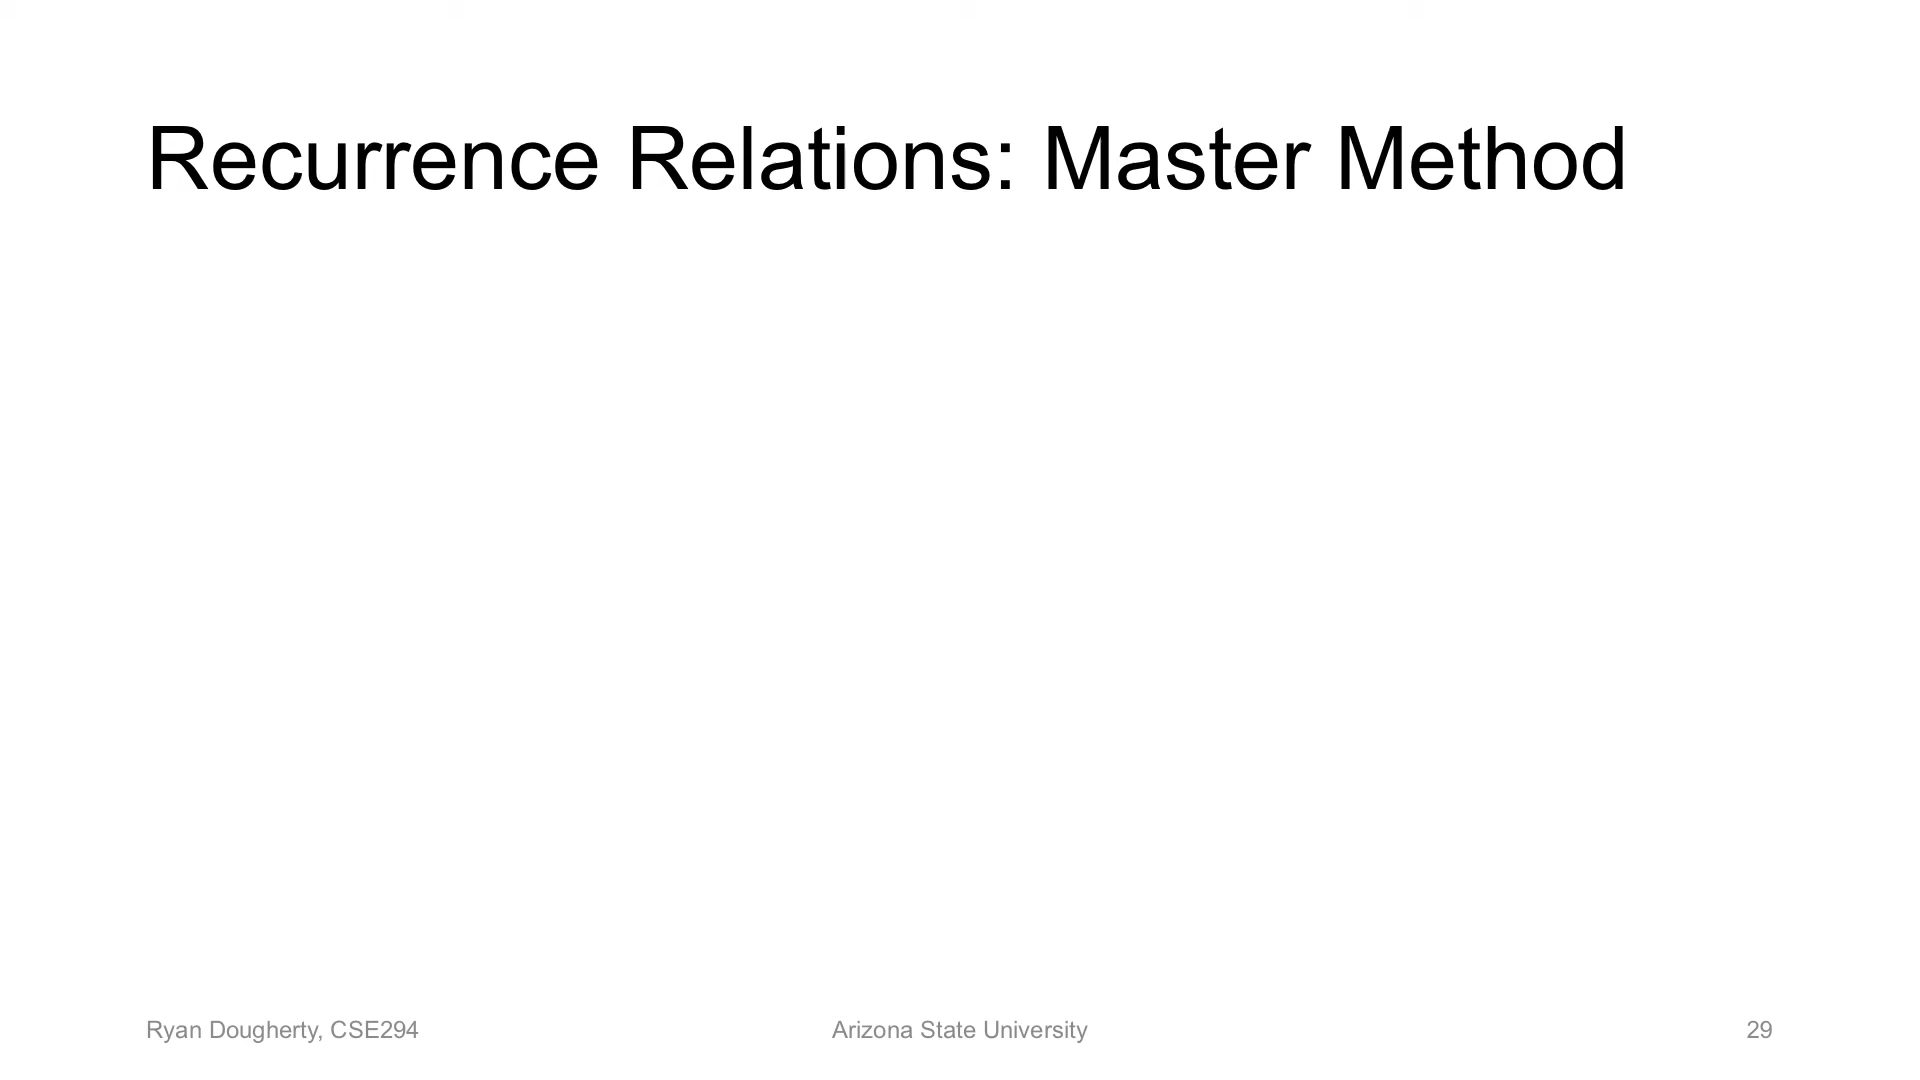 Recurrence Relations: Master Method
Ryan Dougherty, CSE294
Arizona State University
29